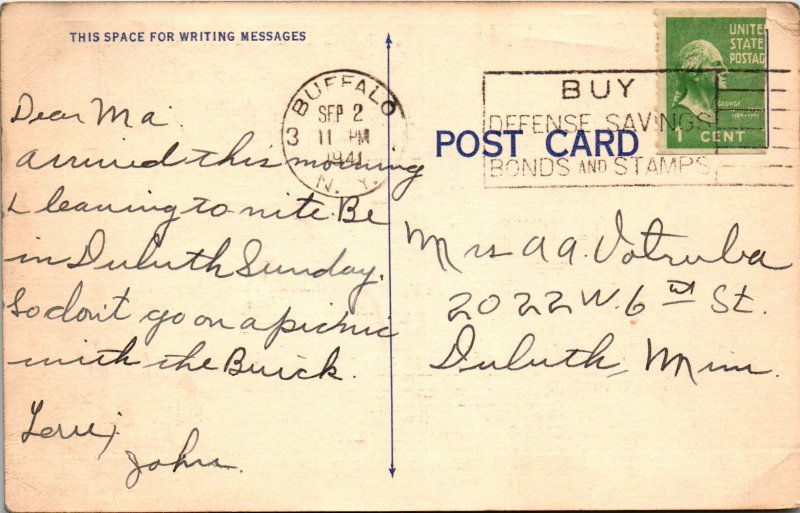 THIS SPACE FOR WRITING MESSAGES
Dear Ma.
arrived this morning
& leaving to nite. Be
in Duluth Sunday.
So don't go on a picnic
with the Buick.
John.
BUFFALO
SEP 2
3 11 PM
1941
N. Y.
UNITED
STATES
POSTAG
GEORGE
1 CENT
BUY
DEFENSE SAVINGS
BONDS AND STAMPS
POST CARD
Mrs A A. Votruba
2022 W. 6th St.
Duluth, Minn.